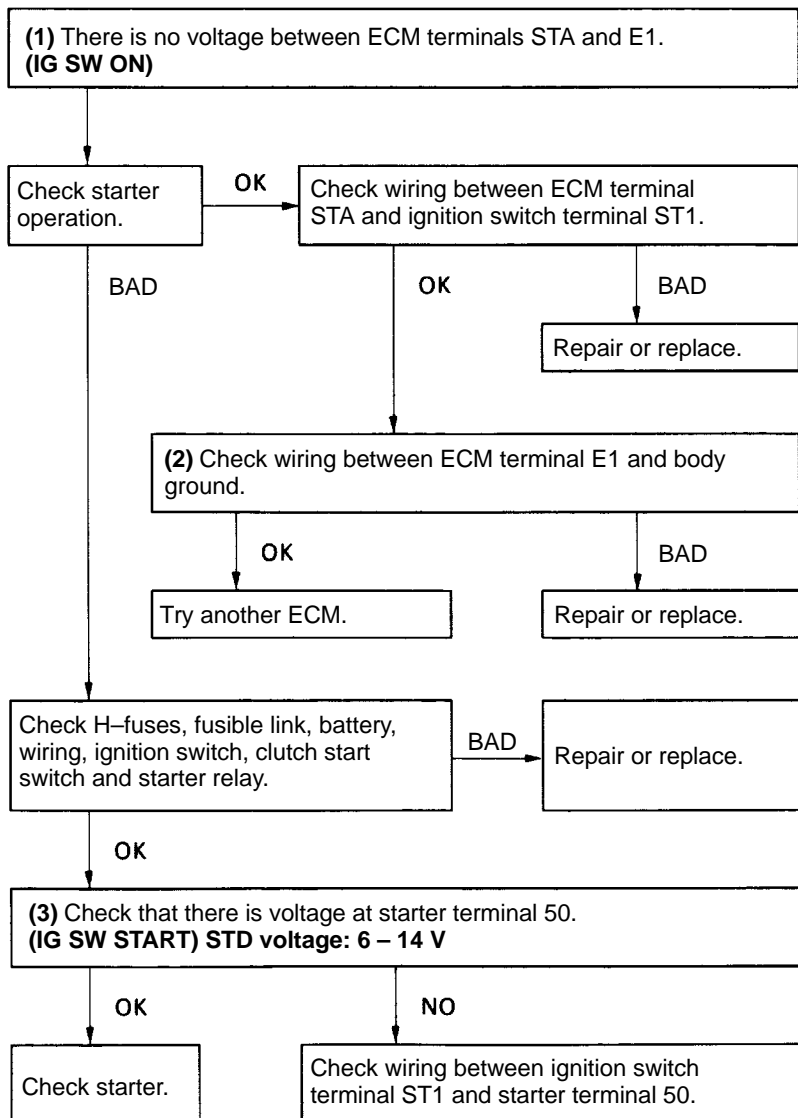 (1) There is no voltage between ECM terminals STA and E1.
(IG SW ON)
Check starter
operation.
OK
Check wiring between ECM terminal
STA and ignition switch terminal ST1.
BAD
OK
BAD
Repair or replace.
(2) Check wiring between ECM terminal E1 and body
ground.
OK
BAD
Try another ECM.
Repair or replace.
Check H–fuses, fusible link, battery,
wiring, ignition switch, clutch start
switch and starter relay.
BAD
Repair or replace.
OK
(3) Check that there is voltage at starter terminal 50.
(IG SW START) STD voltage: 6 – 14 V
OK
NO
Check starter.
Check wiring between ignition switch
terminal ST1 and starter terminal 50.